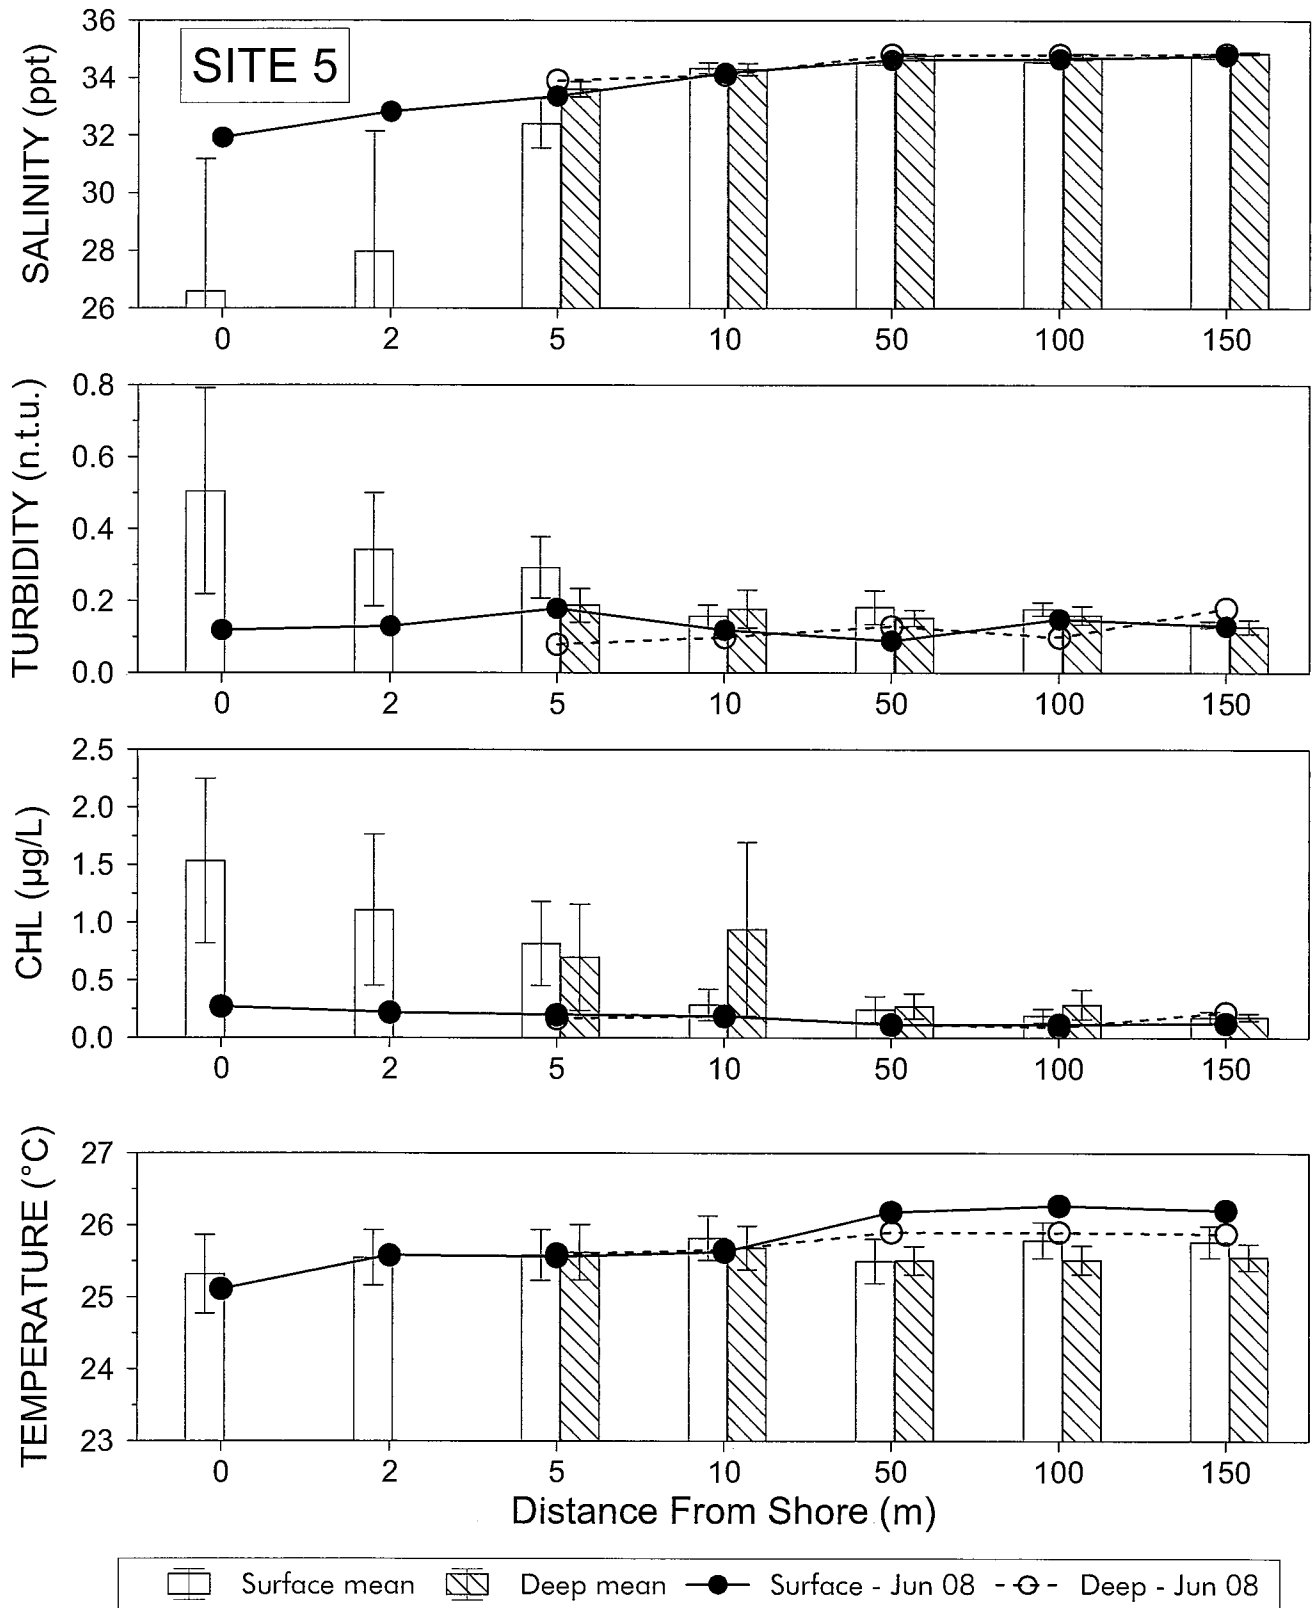 SITE 5
SALINITY (ppt)
36
34
32
30
28
26
0 2 5 10 50 100 150
TURBIDITY (n.t.u.)
0.8
0.6
0.4
0.2
0.0
0 2 5 10 50 100 150
CHL (µg/L)
2.5
2.0
1.5
1.0
0.5
0.0
0 2 5 10 50 100 150
TEMPERATURE (°C)
27
26
25
24
23
0 2 5 10 50 100 150
Distance From Shore (m)
Surface mean Deep mean Surface - Jun 08 Deep - Jun 08